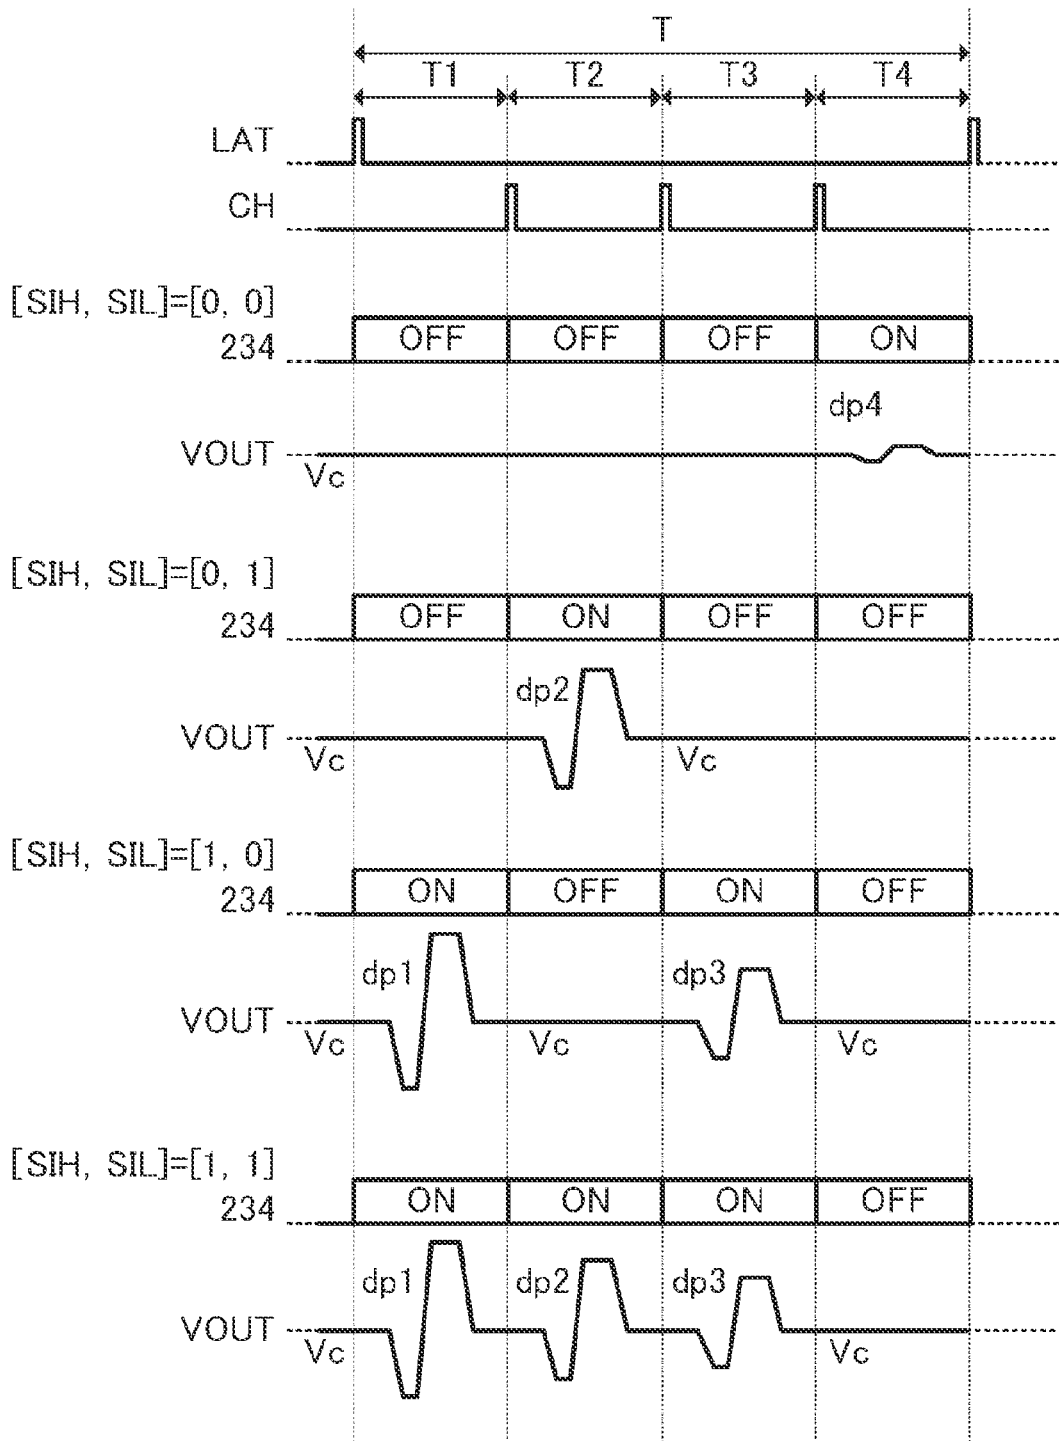 T
T1 T2 T3 T4
LAT
CH
[SIH, SIL]=[0, 0]
234 OFF OFF OFF ON
dp4
VOUT
Vc
[SIH, SIL]=[0, 1]
234 OFF ON OFF OFF
dp2
VOUT
Vc Vc
[SIH, SIL]=[1, 0]
234 ON OFF ON OFF
dp1 dp3
VOUT
Vc Vc Vc
[SIH, SIL]=[1, 1]
234 ON ON ON OFF
dp1 dp2 dp3
VOUT
Vc Vc